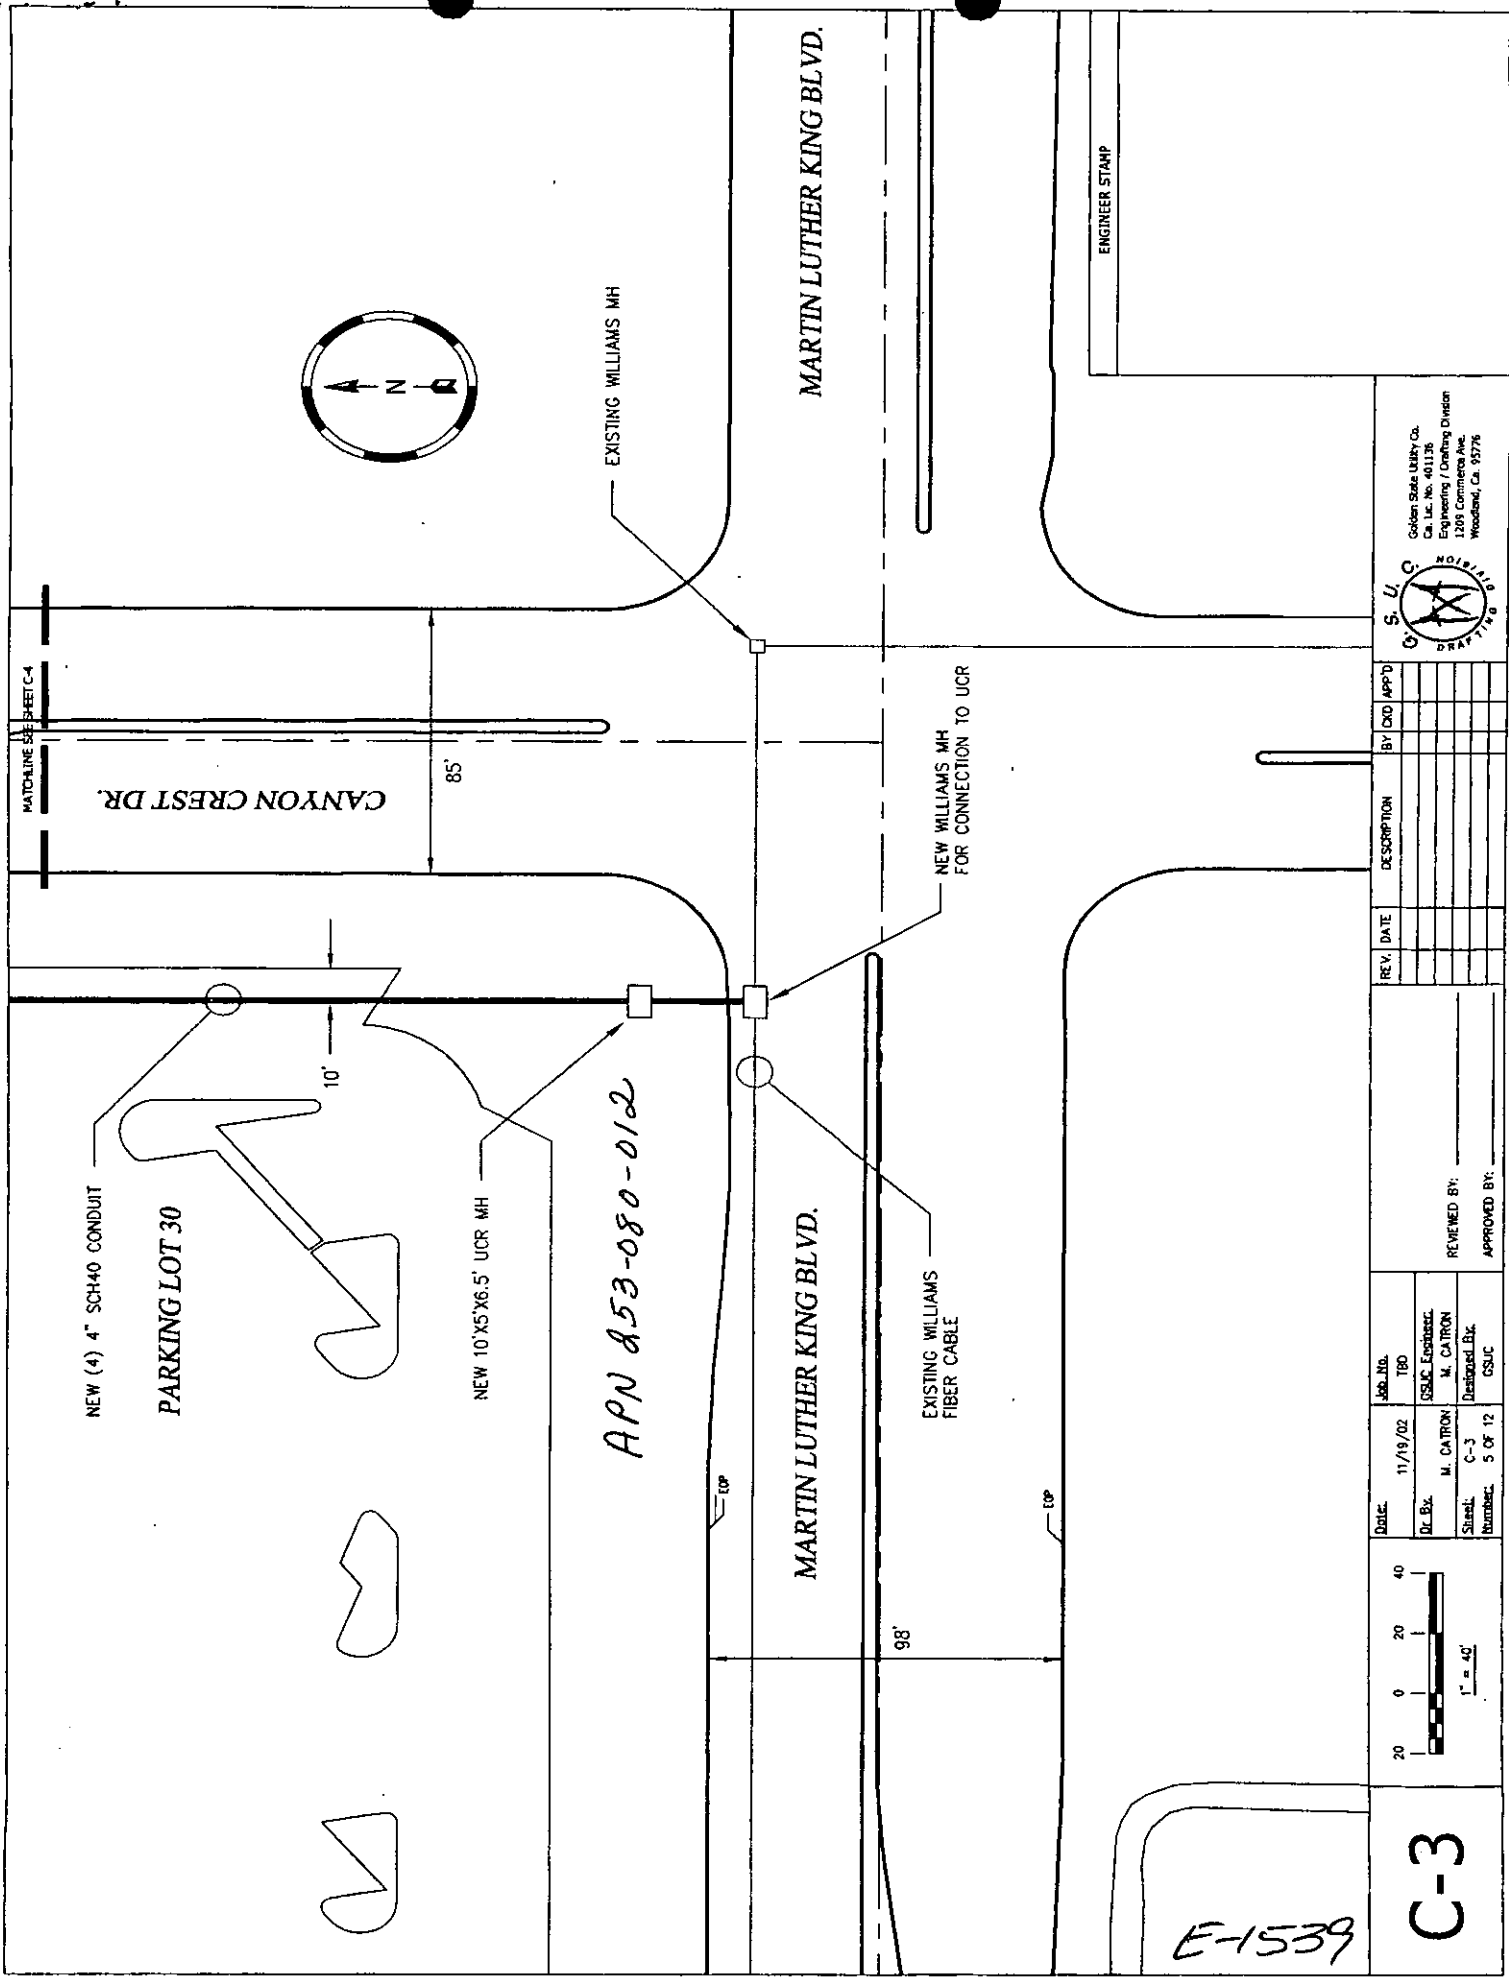 MATCHLINE SEE SHEET C-4
NEW (4) 4" SCH40 CONDUIT
PARKING LOT 30
10'
CANYON CREST DR.
85'
N
NEW 10'X5'X6.5' UCR MH
APN 253-080-012
EXISTING WILLIAMS MH
EOP
MARTIN LUTHER KING BLVD.
MARTIN LUTHER KING BLVD.
EXISTING WILLIAMS
FIBER CABLE
NEW WILLIAMS MH
FOR CONNECTION TO UCR
98'
EOP
ENGINEER STAMP
E-1539
C-3
20 0 20 40
1" = 40'
Date: 11/19/02
Job No. TBD
Dr. By. M. CATRON
GSUC Engineer: M. CATRON
Sheet: C-3
Number: 5 OF 12
Designed By: GSUC
REVIEWED BY:
APPROVED BY:
REV. DATE DESCRIPTION BY CKD APP'D
G. S. U. C.
DRAFTING DIVISION
Golden State Utility Co.
Ca. Lic. No. 401136
Engineering / Drafting Division
1209 Commerce Ave.
Woodland, Ca. 95776